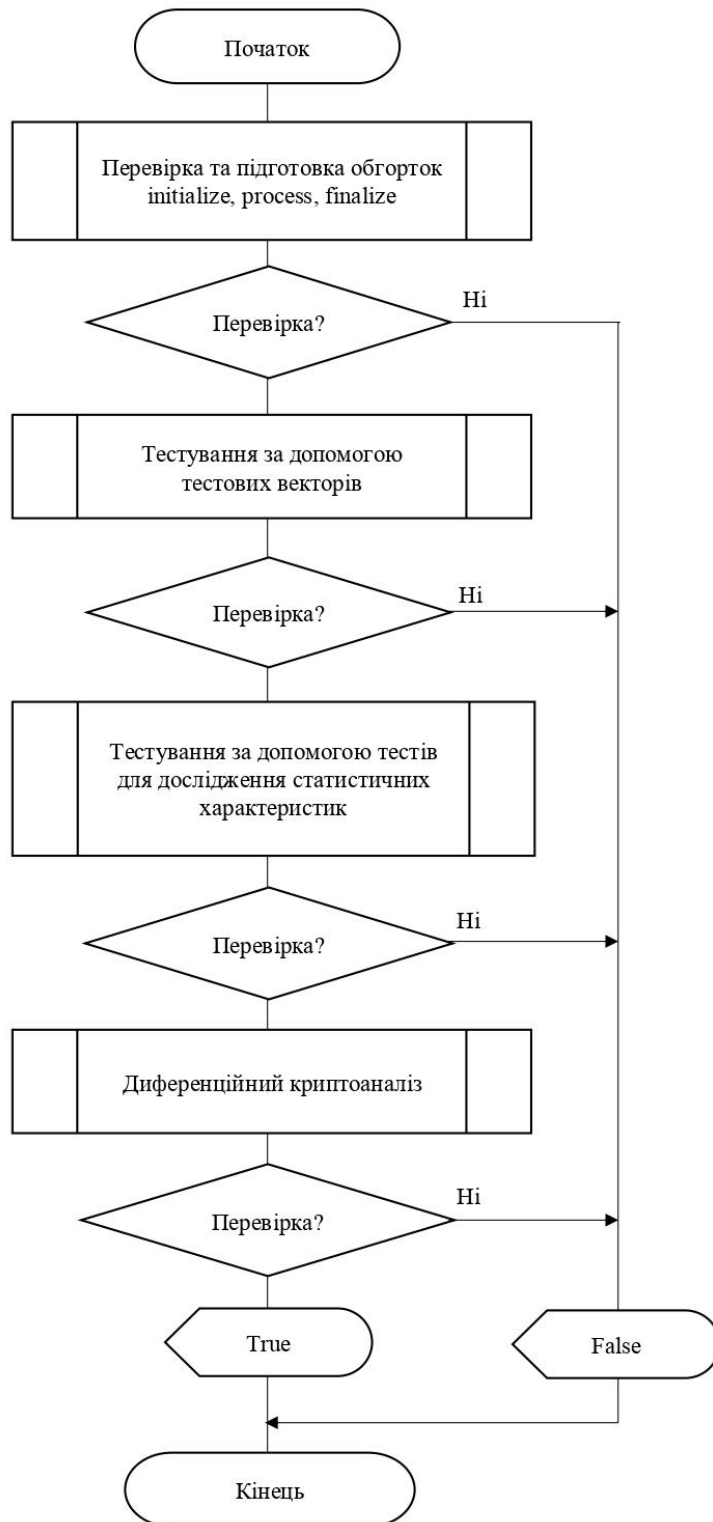 Початок
Перевірка та підготовка обгорток
initialize, process, finalize
Ні
Перевірка?
Тестування за допомогою
тестових векторів
Ні
Перевірка?
Тестування за допомогою тестів
для дослідження статистичних
характеристик
Ні
Перевірка?
Диференційний криптоаналіз
Ні
Перевірка?
True
False
Кінець